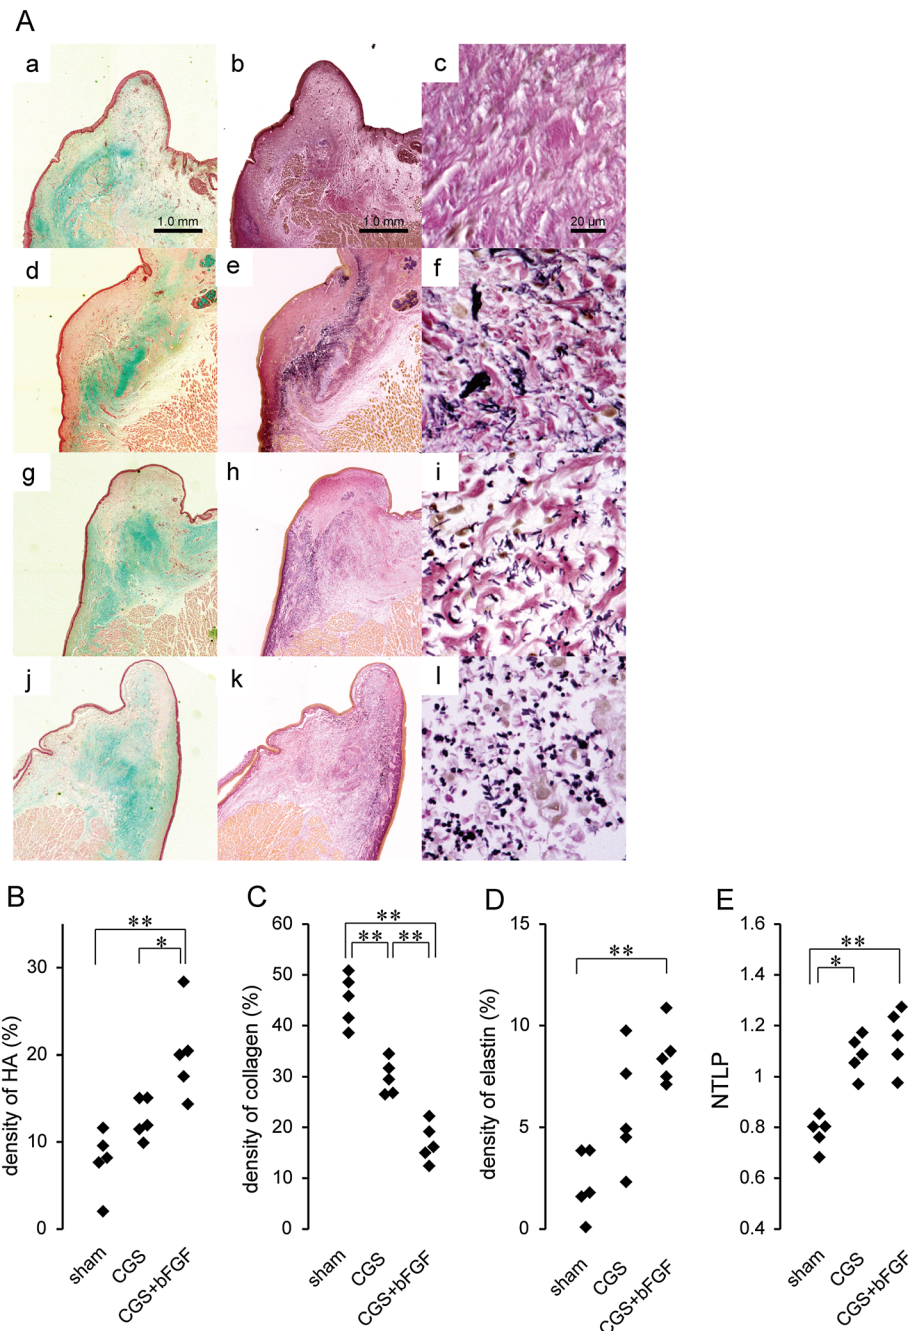 A
a
b
c
1.0 mm
1.0 mm
20 µm
d
e
f
g
h
i
j
k
l
B
density of HA (%)
30
20
10
0
**
*
sham
CGS
CGS+bFGF
C
density of collagen (%)
60
50
40
30
20
10
0
**
**
**
sham
CGS
CGS+bFGF
D
density of elastin (%)
15
10
5
0
**
sham
CGS
CGS+bFGF
E
NTLP
1.6
1.4
1.2
1
0.8
0.6
0.4
**
*
sham
CGS
CGS+bFGF